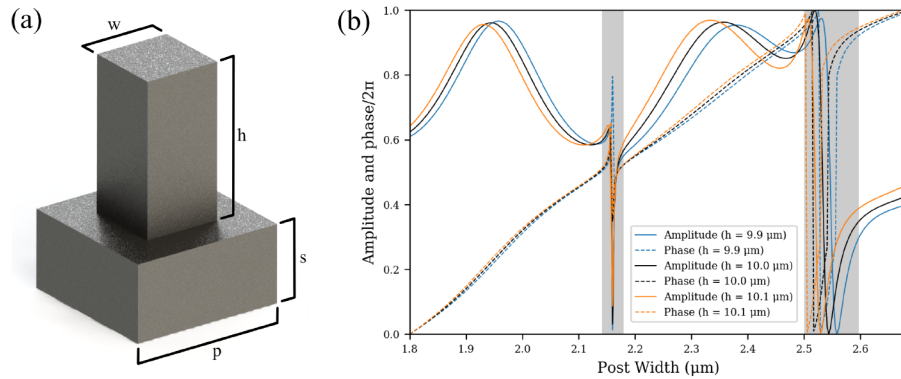 (a)
w
h
s
p
(b)
Amplitude and phase/2π
1.0
0.8
0.6
0.4
0.2
0.0
Amplitude (h = 9.9 μm)
Phase (h = 9.9 μm)
Amplitude (h = 10.0 μm)
Phase (h = 10.0 μm)
Amplitude (h = 10.1 μm)
Phase (h = 10.1 μm)
1.8 1.9 2.0 2.1 2.2 2.3 2.4 2.5 2.6
Post Width (μm)